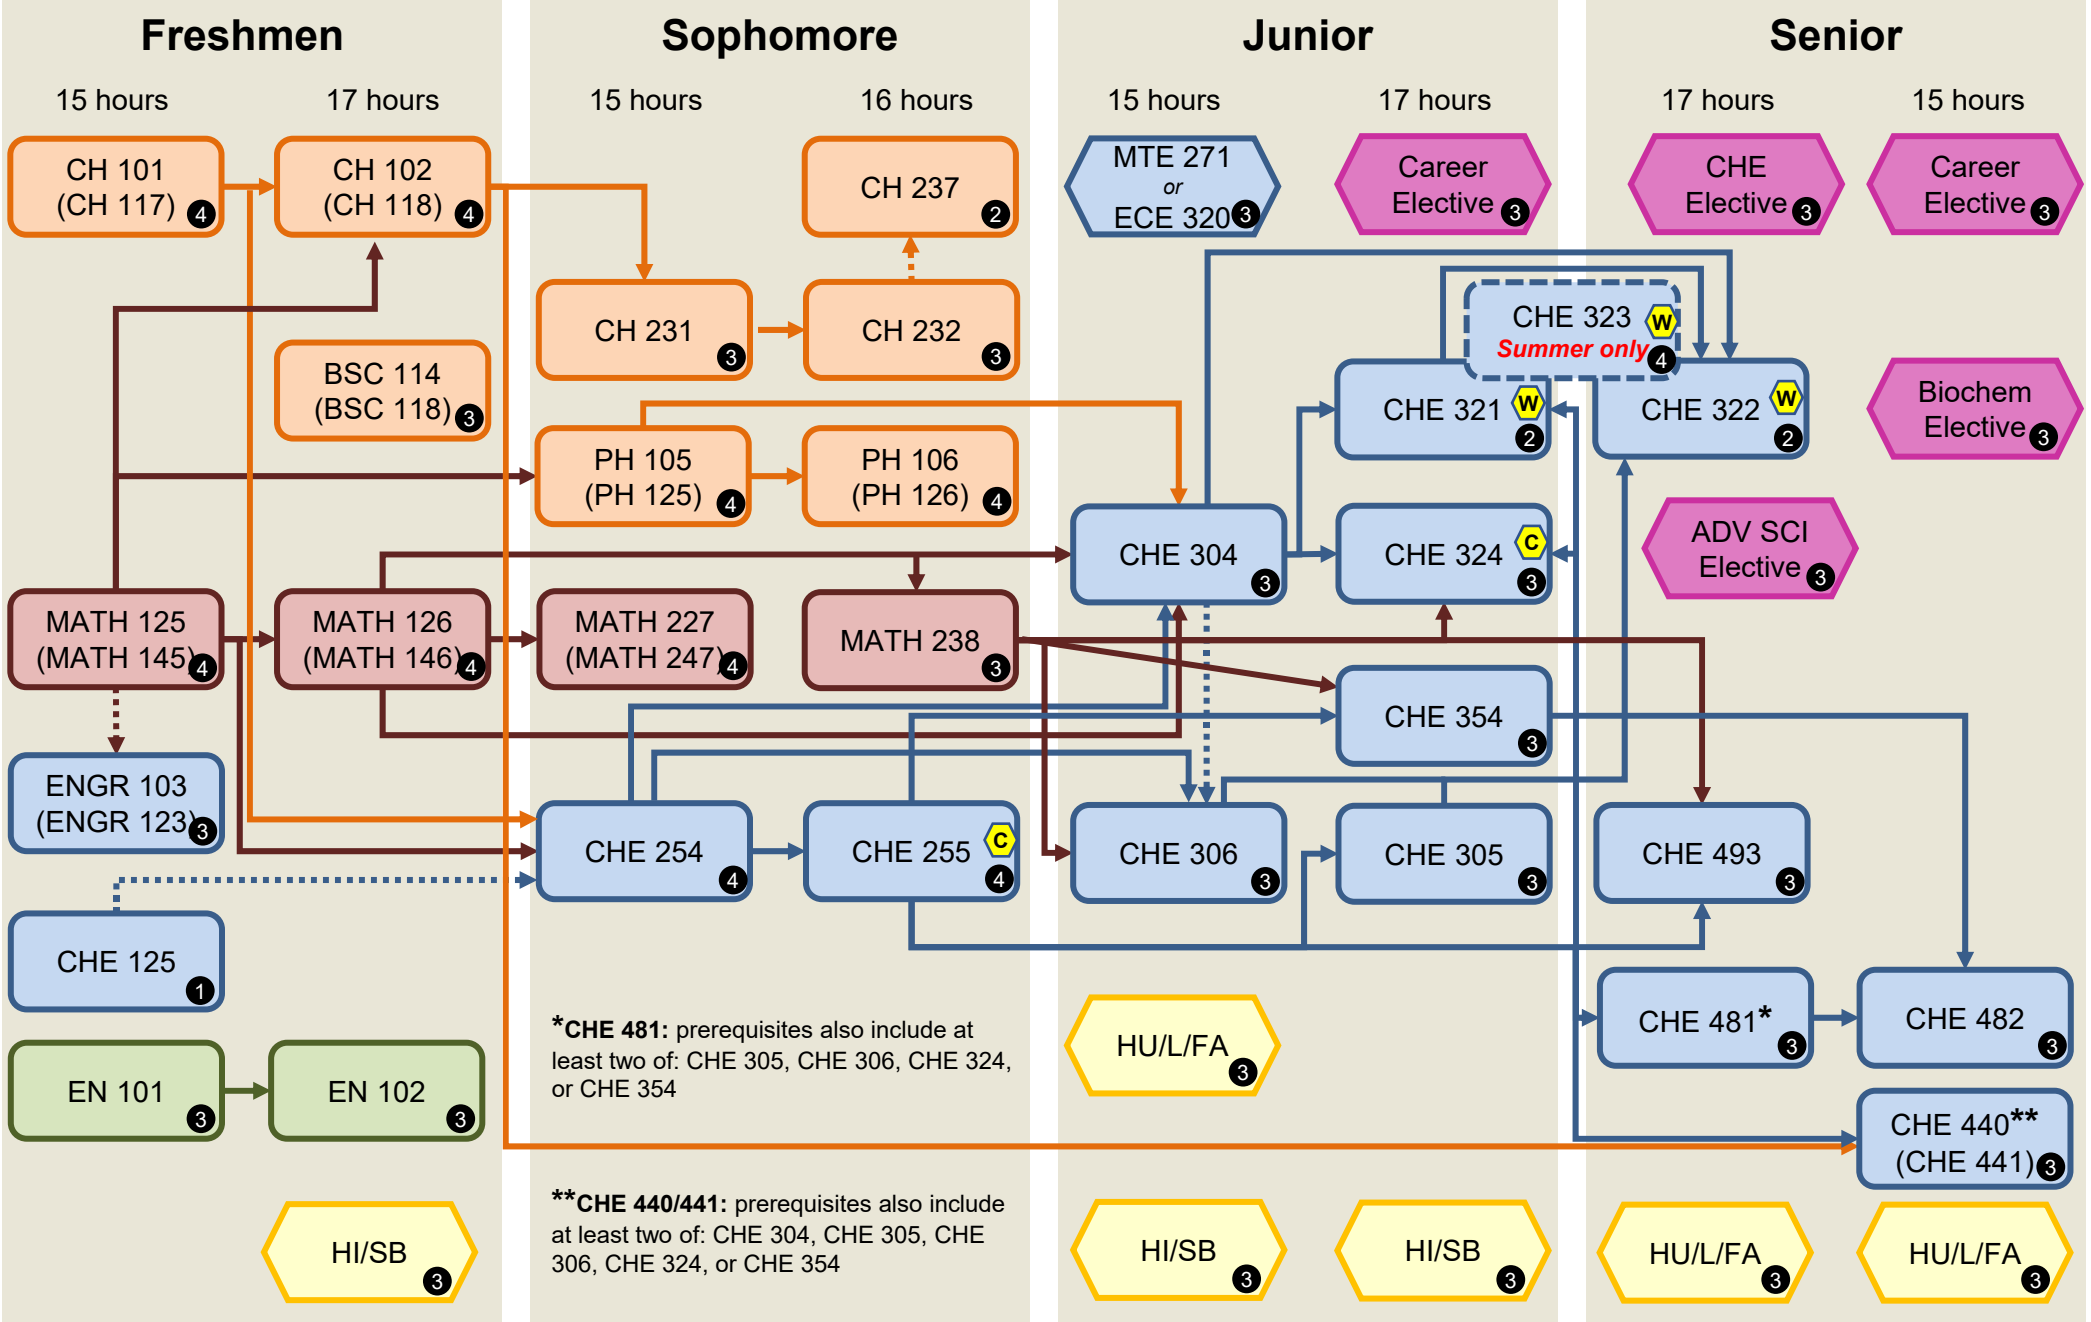 Freshmen
Sophomore
Junior
Senior
15 hours
17 hours
15 hours
16 hours
15 hours
17 hours
17 hours
15 hours
CH 101
(CH 117)
4
CH 102
(CH 118)
4
CH 237
2
MTE 271
or
ECE 320
3
Career
Elective
3
CHE
Elective
3
Career
Elective
3
BSC 114
(BSC 118)
3
CH 231
3
CH 232
3
CHE 323
W
Summer only
4
CHE 321
W
2
CHE 322
W
2
Biochem
Elective
3
PH 105
(PH 125)
4
PH 106
(PH 126)
4
CHE 304
3
CHE 324
C
3
ADV SCI
Elective
3
MATH 125
(MATH 145)
4
MATH 126
(MATH 146)
4
MATH 227
(MATH 247)
4
MATH 238
3
CHE 354
3
ENGR 103
(ENGR 123)
3
CHE 254
4
CHE 255
C
4
CHE 306
3
CHE 305
3
CHE 493
3
CHE 125
1
*CHE 481: prerequisites also include at
least two of: CHE 305, CHE 306, CHE 324,
or CHE 354
HU/L/FA
3
CHE 481*
3
CHE 482
3
EN 101
3
EN 102
3
CHE 440**
(CHE 441)
3
**CHE 440/441: prerequisites also include
at least two of: CHE 304, CHE 305, CHE
306, CHE 324, or CHE 354
HI/SB
3
HI/SB
3
HI/SB
3
HU/L/FA
3
HU/L/FA
3